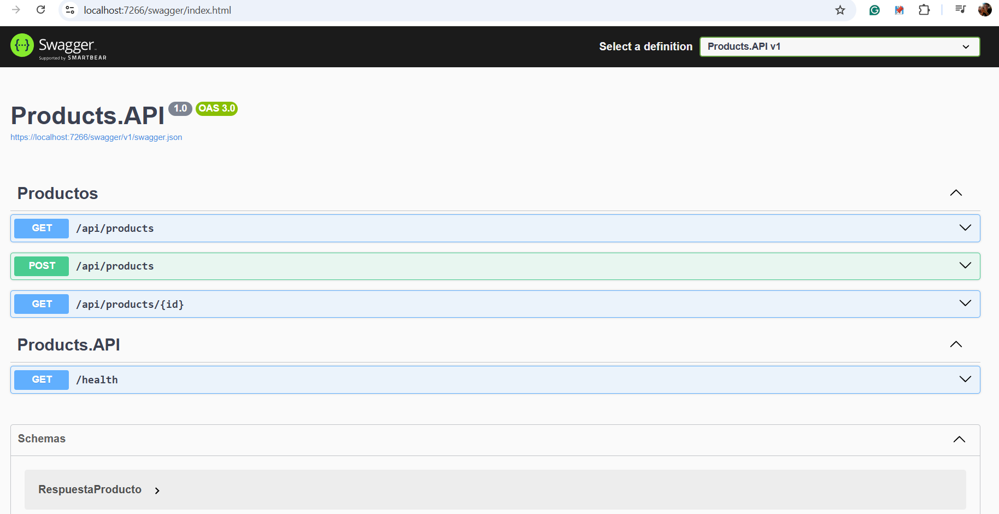 localhost:7266/swagger/index.html
Swagger
Supported by SMARTBEAR
Select a definition
Products.API v1
Products.API 1.0 OAS 3.0
https://localhost:7266/swagger/v1/swagger.json
Productos
GET /api/products
POST /api/products
GET /api/products/{id}
Products.API
GET /health
Schemas
RespuestaProducto